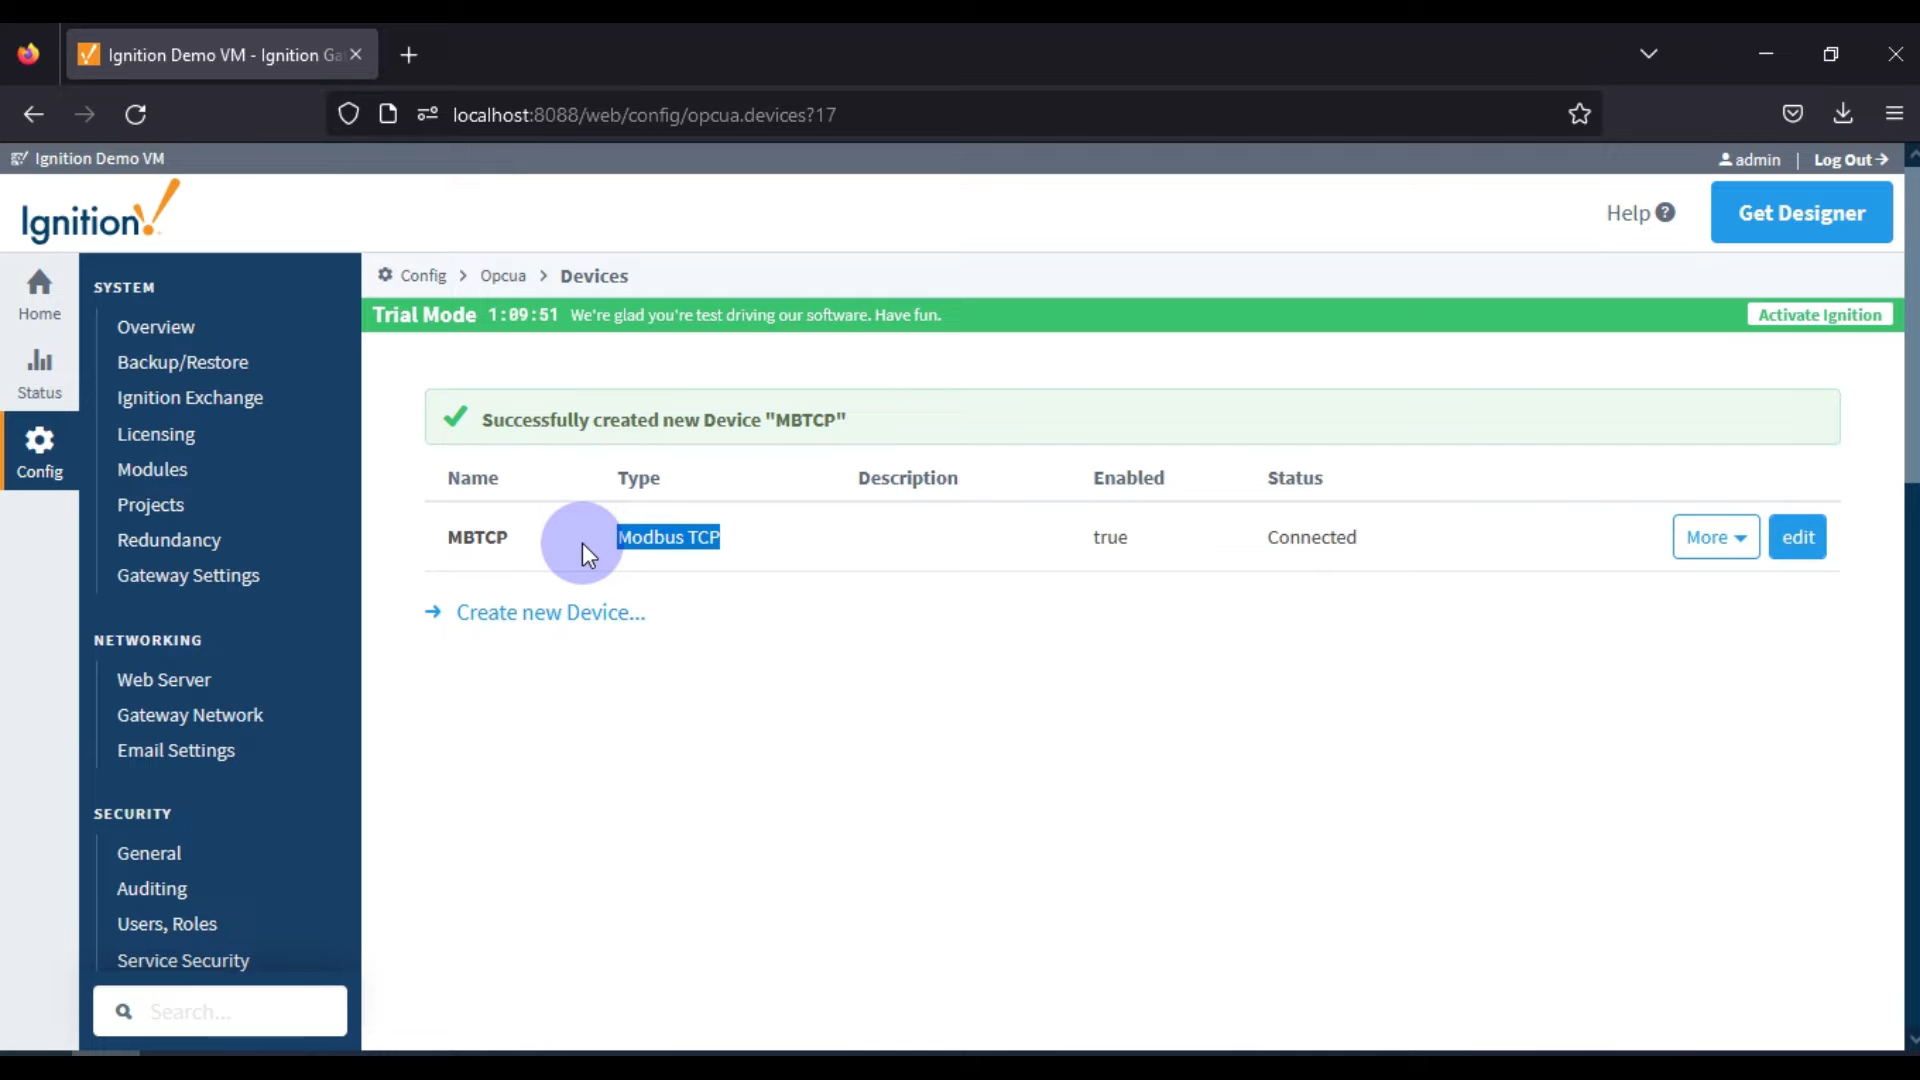 Ignition Demo VM - Ignition Ga
localhost:8088/web/config/opcua.devices?17
Ignition Demo VM
admin | Log Out
Ignition!
Help ?
Get Designer
Home
Status
Config
SYSTEM
Overview
Backup/Restore
Ignition Exchange
Licensing
Modules
Projects
Redundancy
Gateway Settings
NETWORKING
Web Server
Gateway Network
Email Settings
SECURITY
General
Auditing
Users, Roles
Service Security
Search...
Config > Opcua > Devices
Trial Mode 1:09:51 We're glad you're test driving our software. Have fun.
Activate Ignition
Successfully created new Device "MBTCP"
Name Type Description Enabled Status
MBTCP Modbus TCP true Connected More edit
→ Create new Device...